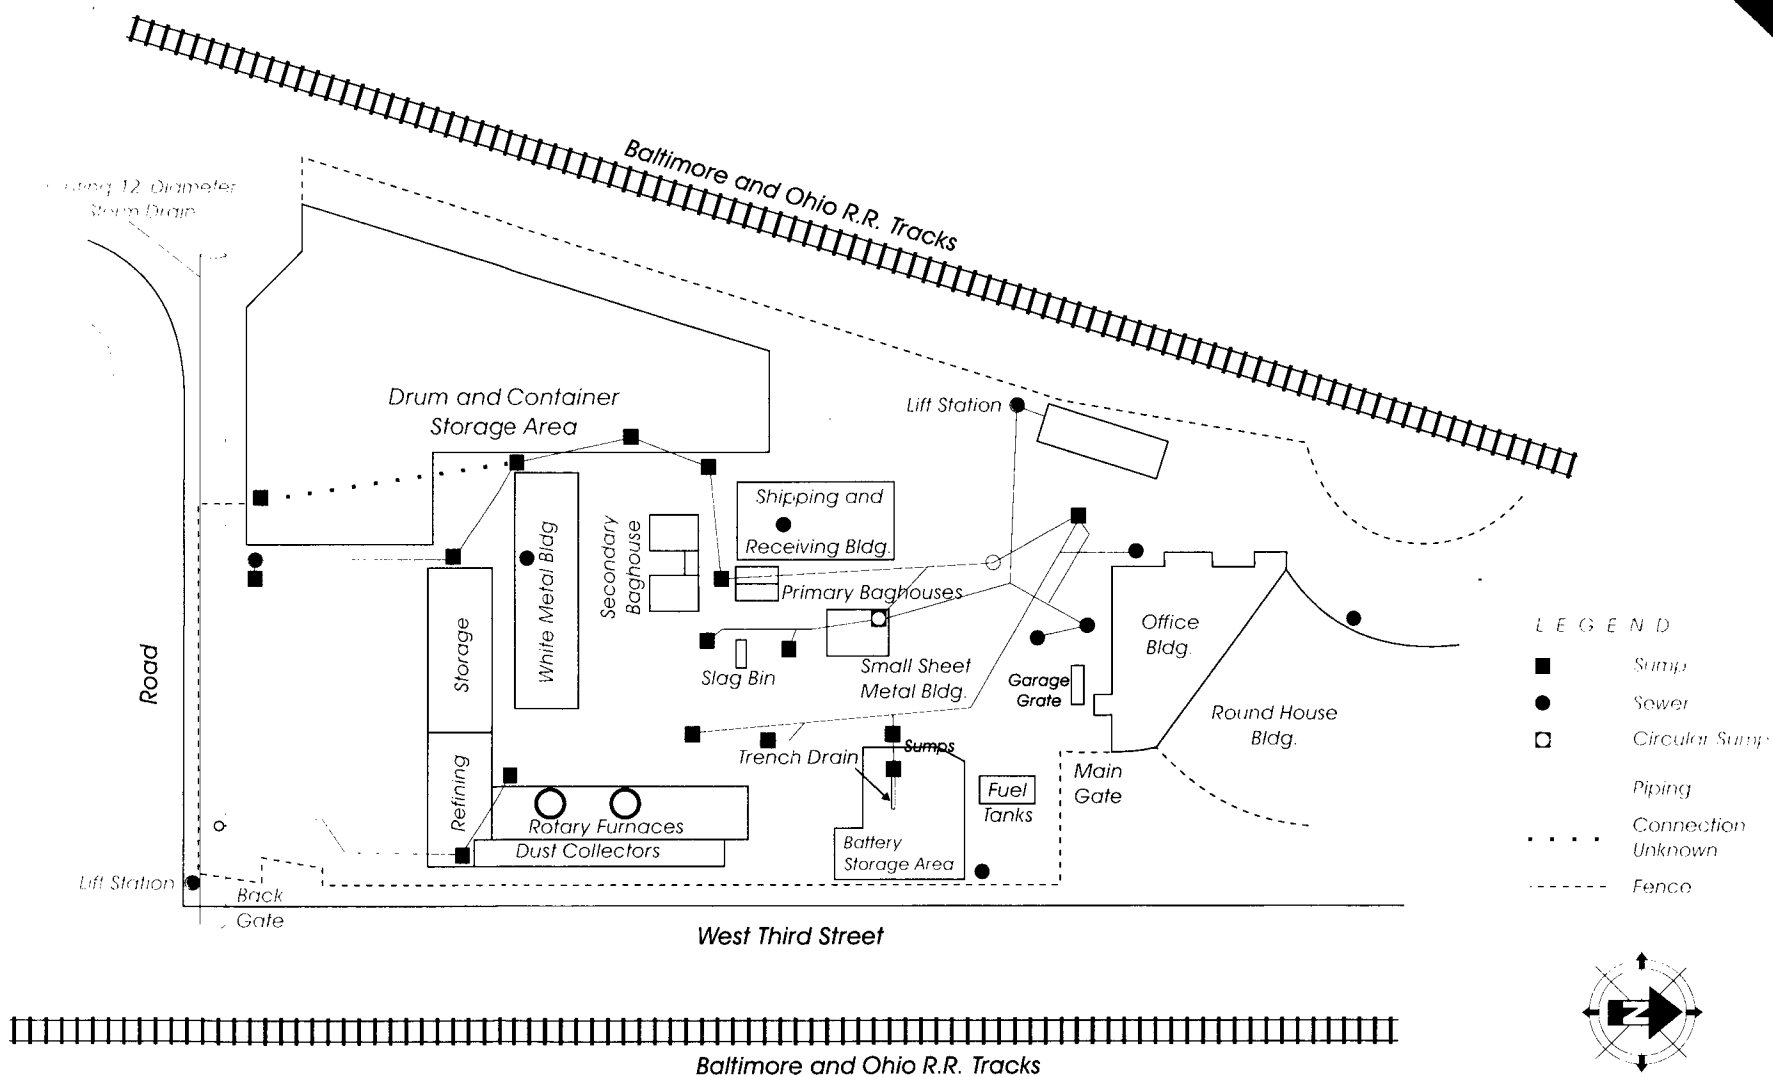 Baltimore and Ohio R.R. Tracks
12 Diameter
Storm Drain
Drum and Container
Storage Area
Lift Station
Shipping and
Receiving Bldg.
Secondary
Baghouse
White Metal Bldg
Primary Baghouses
Storage
Slag Bin
Small Sheet
Metal Bldg.
Office
Bldg.
Garage
Grate
Round House
Bldg.
Road
Trench Drain
Sumps
Refining
Rotary Furnaces
Dust Collectors
Battery
Storage Area
Fuel
Tanks
Main
Gate
Lift Station
Back
Gate
West Third Street
Baltimore and Ohio R.R. Tracks
LEGEND
Sump
Sewer
Circular Sump
Piping
Connection
Unknown
Fence
N